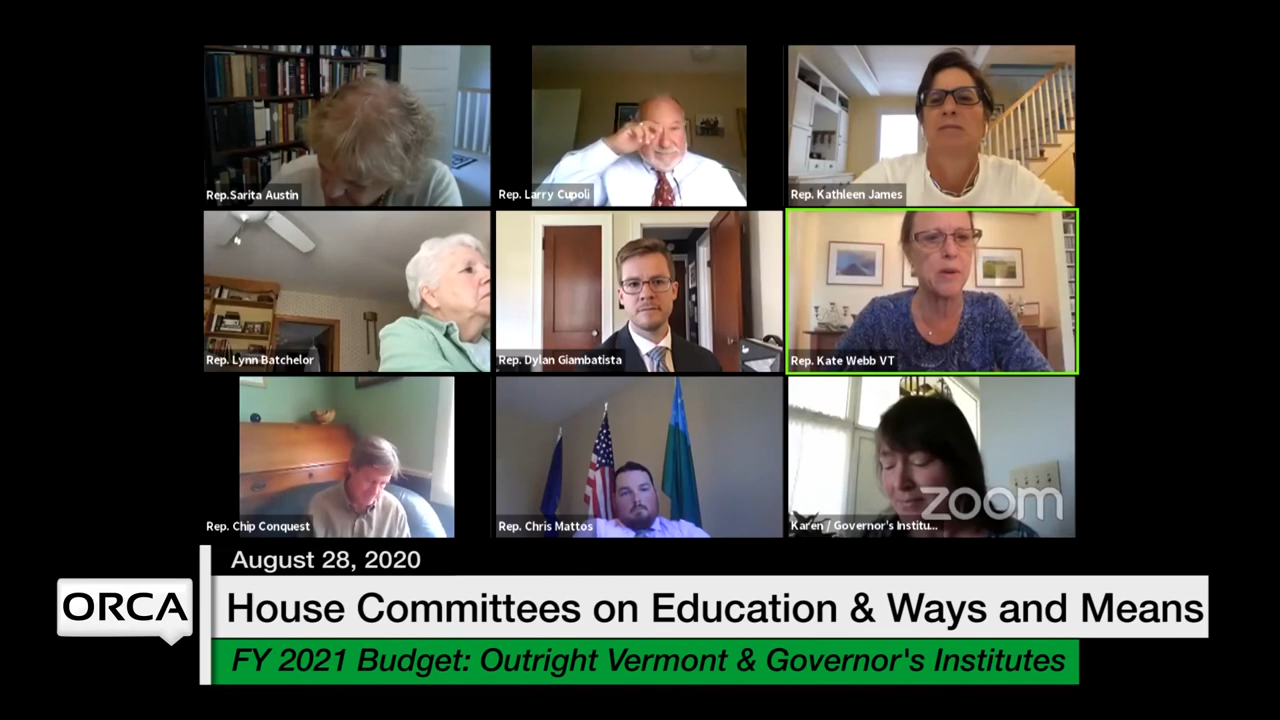 Rep.Sarita Austin
Rep. Larry Cupoli
Rep. Kathleen James
Rep. Lynn Batchelor
Rep. Dylan Giambatista
Rep. Kate Webb VT
Rep. Chip Conquest
Rep. Chris Mattos
Karen / Governor's Institu...
zoom
August 28, 2020
ORCA
House Committees on Education & Ways and Means
FY 2021 Budget: Outright Vermont & Governor's Institutes